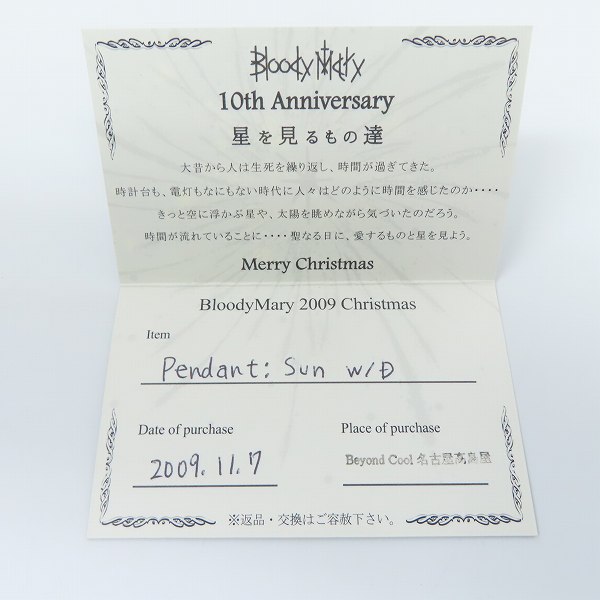 Bloody Mary
10th Anniversary
星を見るもの達
大昔から人は生死を繰り返し、時間が過ぎてきた。
時計台も、電灯もなにもない時代に人々はどのように時間を感じたのか・・・・
きっと空に浮かぶ星や、太陽を眺めながら気づいたのだろう。
時間が流れていることに・・・・聖なる日に、愛するものと星を見よう。
Merry Christmas
BloodyMary 2009 Christmas
Item
Pendant: Sun w/D
Date of purchase
Place of purchase
2009.11.7
Beyond Cool 名古屋髙島屋
※返品・交換はご容赦下さい。